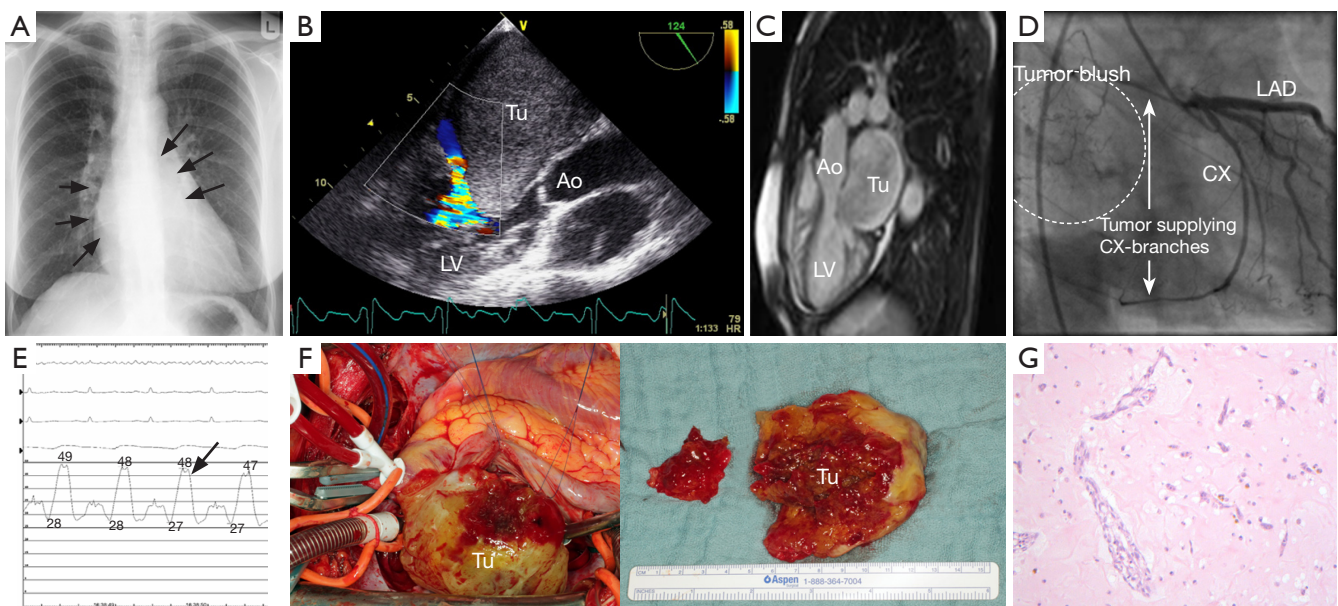 A
L
B
V
124
.58
-.58
5
10
Tu
Ao
LV
79
1:133
HR
C
Ao
Tu
LV
D
Tumor blush
LAD
CX
Tumor supplying
CX-branches
E
49
48
48
47
28
28
27
27
F
Tu
Tu
Aspen
1-888-364-7004
INCHES
G